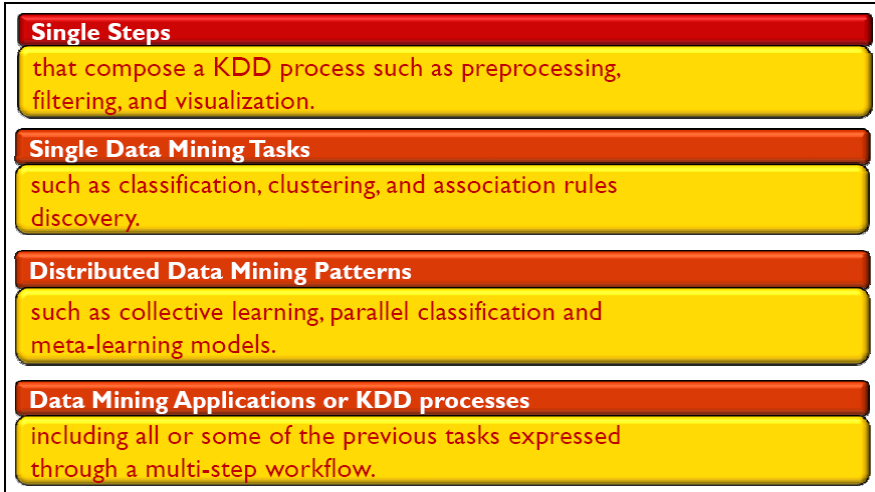 Single Steps
that compose a KDD process such as preprocessing,
filtering, and visualization.
Single Data Mining Tasks
such as classification, clustering, and association rules
discovery.
Distributed Data Mining Patterns
such as collective learning, parallel classification and
meta-learning models.
Data Mining Applications or KDD processes
including all or some of the previous tasks expressed
through a multi-step workflow.